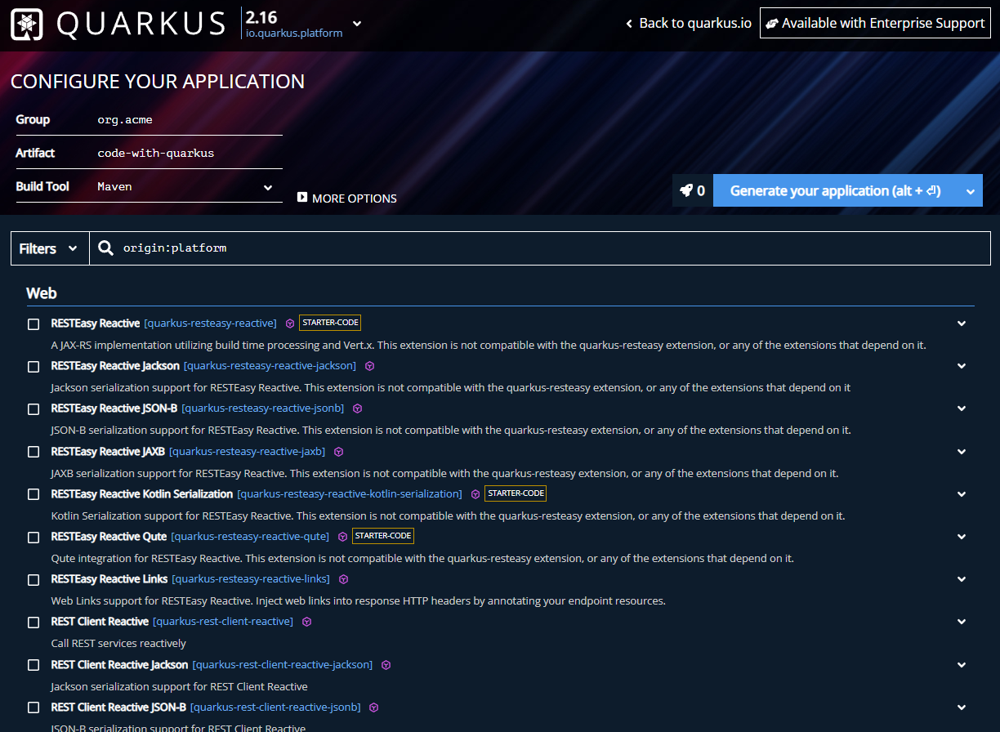 QUARKUS
2.16
io.quarkus.platform
Back to quarkus.io
Available with Enterprise Support
CONFIGURE YOUR APPLICATION
Group org.acme
Artifact code-with-quarkus
Build Tool Maven
MORE OPTIONS
0
Generate your application (alt + ⏎)
Filters
origin:platform
Web
RESTEasy Reactive [quarkus-resteasy-reactive] STARTER-CODE
A JAX-RS implementation utilizing build time processing and Vert.x. This extension is not compatible with the quarkus-resteasy extension, or any of the extensions that depend on it.
RESTEasy Reactive Jackson [quarkus-resteasy-reactive-jackson]
Jackson serialization support for RESTEasy Reactive. This extension is not compatible with the quarkus-resteasy extension, or any of the extensions that depend on it
RESTEasy Reactive JSON-B [quarkus-resteasy-reactive-jsonb]
JSON-B serialization support for RESTEasy Reactive. This extension is not compatible with the quarkus-resteasy extension, or any of the extensions that depend on it.
RESTEasy Reactive JAXB [quarkus-resteasy-reactive-jaxb]
JAXB serialization support for RESTEasy Reactive. This extension is not compatible with the quarkus-resteasy extension, or any of the extensions that depend on it.
RESTEasy Reactive Kotlin Serialization [quarkus-resteasy-reactive-kotlin-serialization] STARTER-CODE
Kotlin Serialization support for RESTEasy Reactive. This extension is not compatible with the quarkus-resteasy extension, or any of the extensions that depend on it.
RESTEasy Reactive Qute [quarkus-resteasy-reactive-qute] STARTER-CODE
Qute integration for RESTEasy Reactive. This extension is not compatible with the quarkus-resteasy extension, or any of the extensions that depend on it.
RESTEasy Reactive Links [quarkus-resteasy-reactive-links]
Web Links support for RESTEasy Reactive. Inject web links into response HTTP headers by annotating your endpoint resources.
REST Client Reactive [quarkus-rest-client-reactive]
Call REST services reactively
REST Client Reactive Jackson [quarkus-rest-client-reactive-jackson]
Jackson serialization support for REST Client Reactive
REST Client Reactive JSON-B [quarkus-rest-client-reactive-jsonb]
JSON-B serialization support for REST Client Reactive